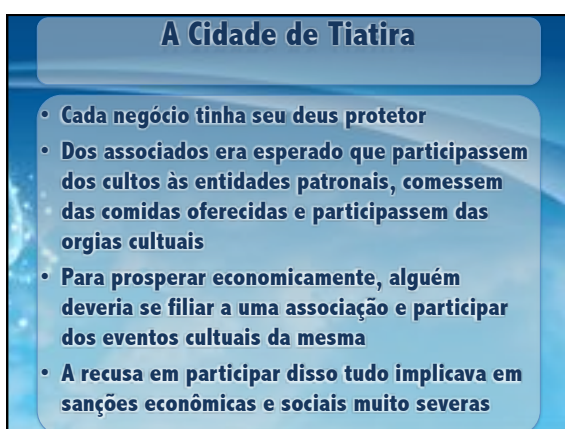 A Cidade de Tiatira
• Cada negócio tinha seu deus protetor
• Dos associados era esperado que participassem
dos cultos às entidades patronais, comessem
das comidas oferecidas e participassem das
orgias cultuais
• Para prosperar economicamente, alguém
deveria se filiar a uma associação e participar
dos eventos cultuais da mesma
• A recusa em participar disso tudo implicava em
sanções econômicas e sociais muito severas